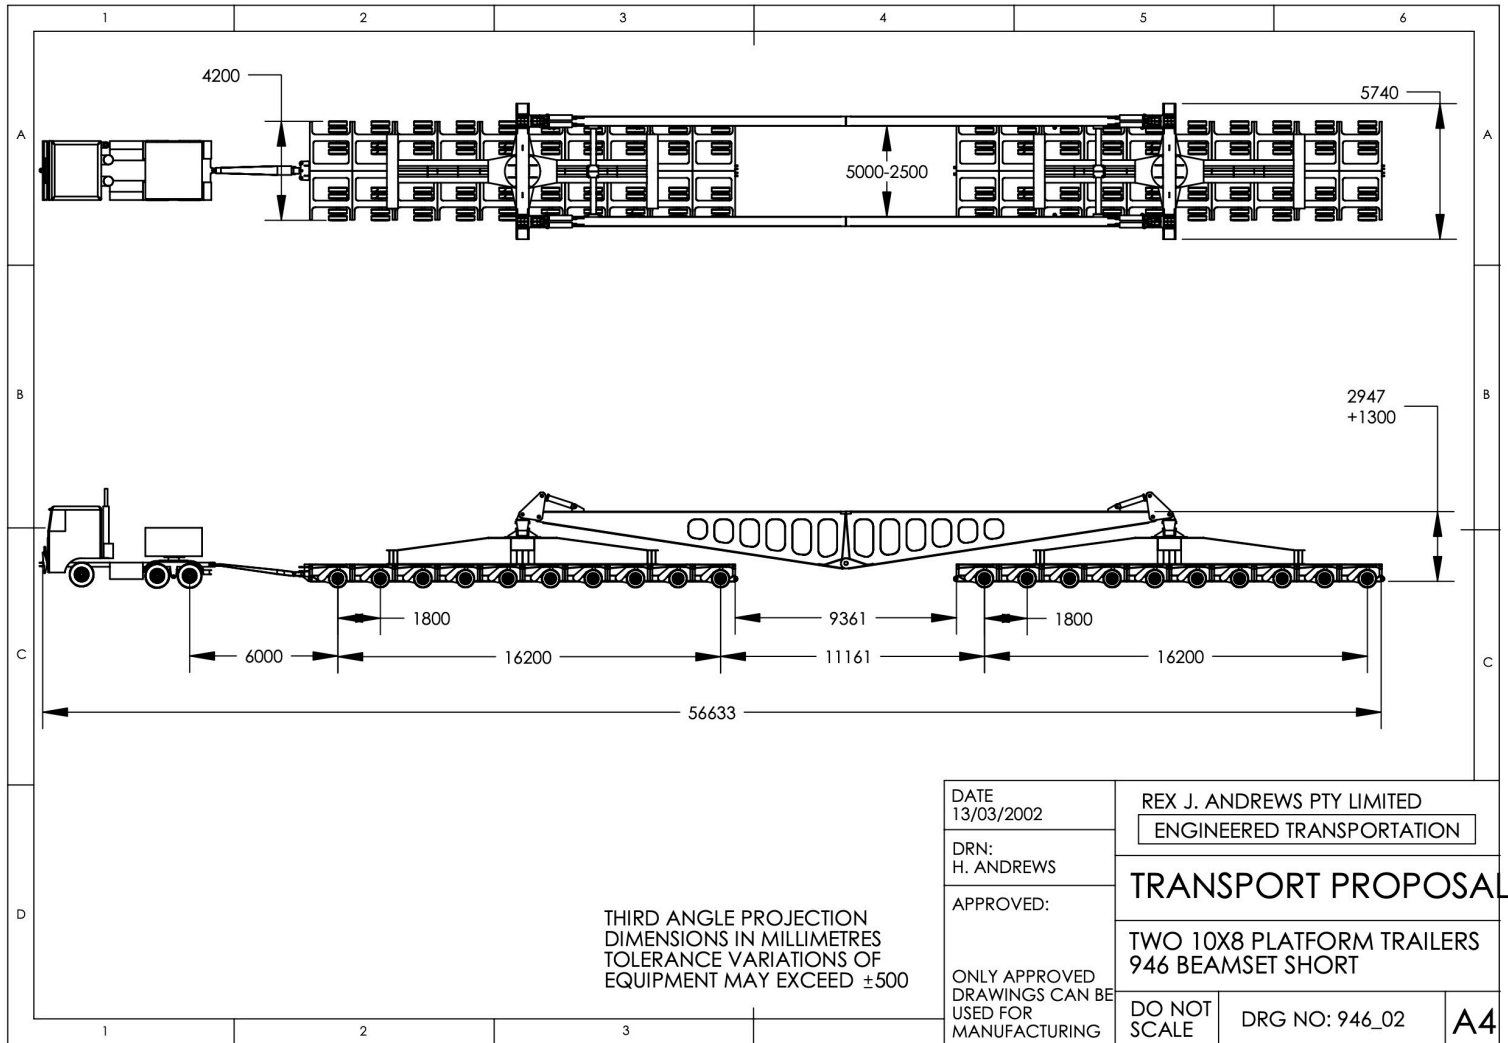 1 2 3 4 5 6
A A
4200
5740
5000-2500
B B
2947
+1300
1800 9361 1800
C C
6000 16200 11161 16200
56633
D
THIRD ANGLE PROJECTION
DIMENSIONS IN MILLIMETRES
TOLERANCE VARIATIONS OF
EQUIPMENT MAY EXCEED ±500
DATE
13/03/2002
DRN:
H. ANDREWS
APPROVED:
ONLY APPROVED
DRAWINGS CAN BE
USED FOR
MANUFACTURING
REX J. ANDREWS PTY LIMITED
ENGINEERED TRANSPORTATION
TRANSPORT PROPOSAL
TWO 10X8 PLATFORM TRAILERS
946 BEAMSET SHORT
DO NOT
SCALE
DRG NO: 946_02
A4
1 2 3